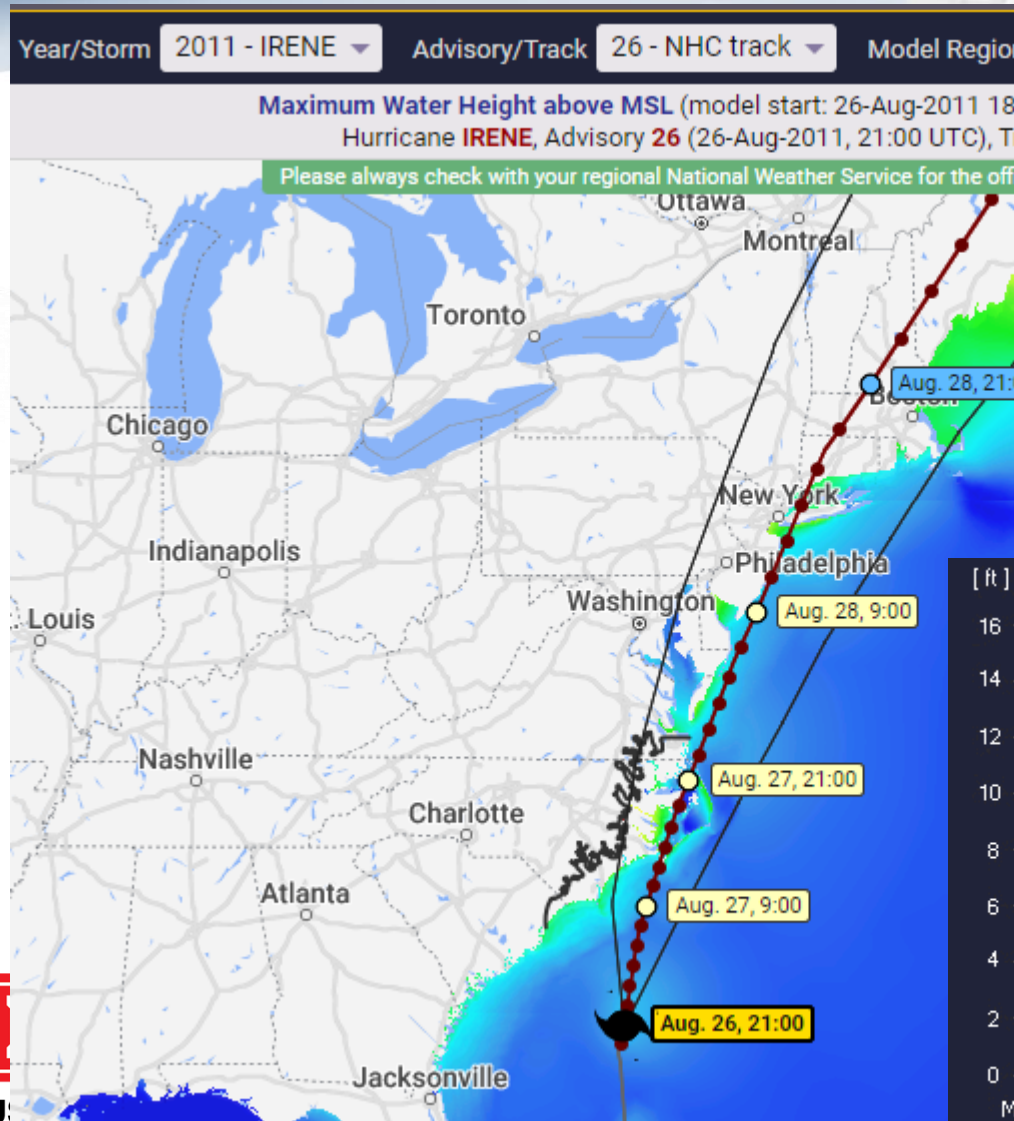 Year/Storm 2011 - IRENE Advisory/Track 26 - NHC track Model Region
Maximum Water Height above MSL (model start: 26-Aug-2011 18
Hurricane IRENE, Advisory 26 (26-Aug-2011, 21:00 UTC), T
Please always check with your regional National Weather Service for the off
Ottawa
Montreal
Toronto
Aug. 28, 21:
Boston
Chicago
New York
Indianapolis
Philadelphia
Washington
Aug. 28, 9:00
Louis
Nashville
Aug. 27, 21:00
Charlotte
Atlanta
Aug. 27, 9:00
Aug. 26, 21:00
Jacksonville
[ ft ]
16
14
12
10
8
6
4
2
0
M